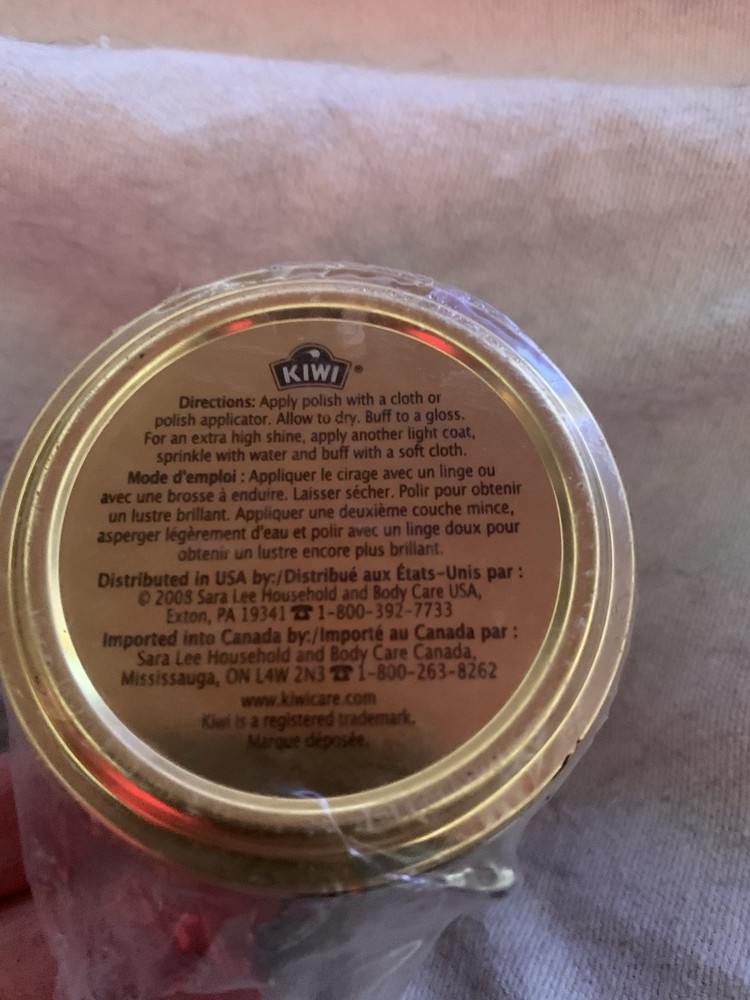 KIWI®
Directions: Apply polish with a cloth or
polish applicator. Allow to dry. Buff to a gloss.
For an extra high shine, apply another light coat,
sprinkle with water and buff with a soft cloth.
Mode d'emploi : Appliquer le cirage avec un linge ou
avec une brosse à enduire. Laisser sécher. Polir pour obtenir
un lustre brillant. Appliquer une deuxième couche mince,
asperger légèrement d'eau et polir avec un linge doux pour
obtenir un lustre encore plus brillant.
Distributed in USA by:/Distribué aux États-Unis par :
© 2008 Sara Lee Household and Body Care USA,
Exton, PA 19341 ☎ 1-800-392-7733
Imported into Canada by:/Importé au Canada par :
Sara Lee Household and Body Care Canada,
Mississauga, ON L4W 2N3 ☎ 1-800-263-8262
www.kiwicare.com
Kiwi is a registered trademark.
Marque déposée.